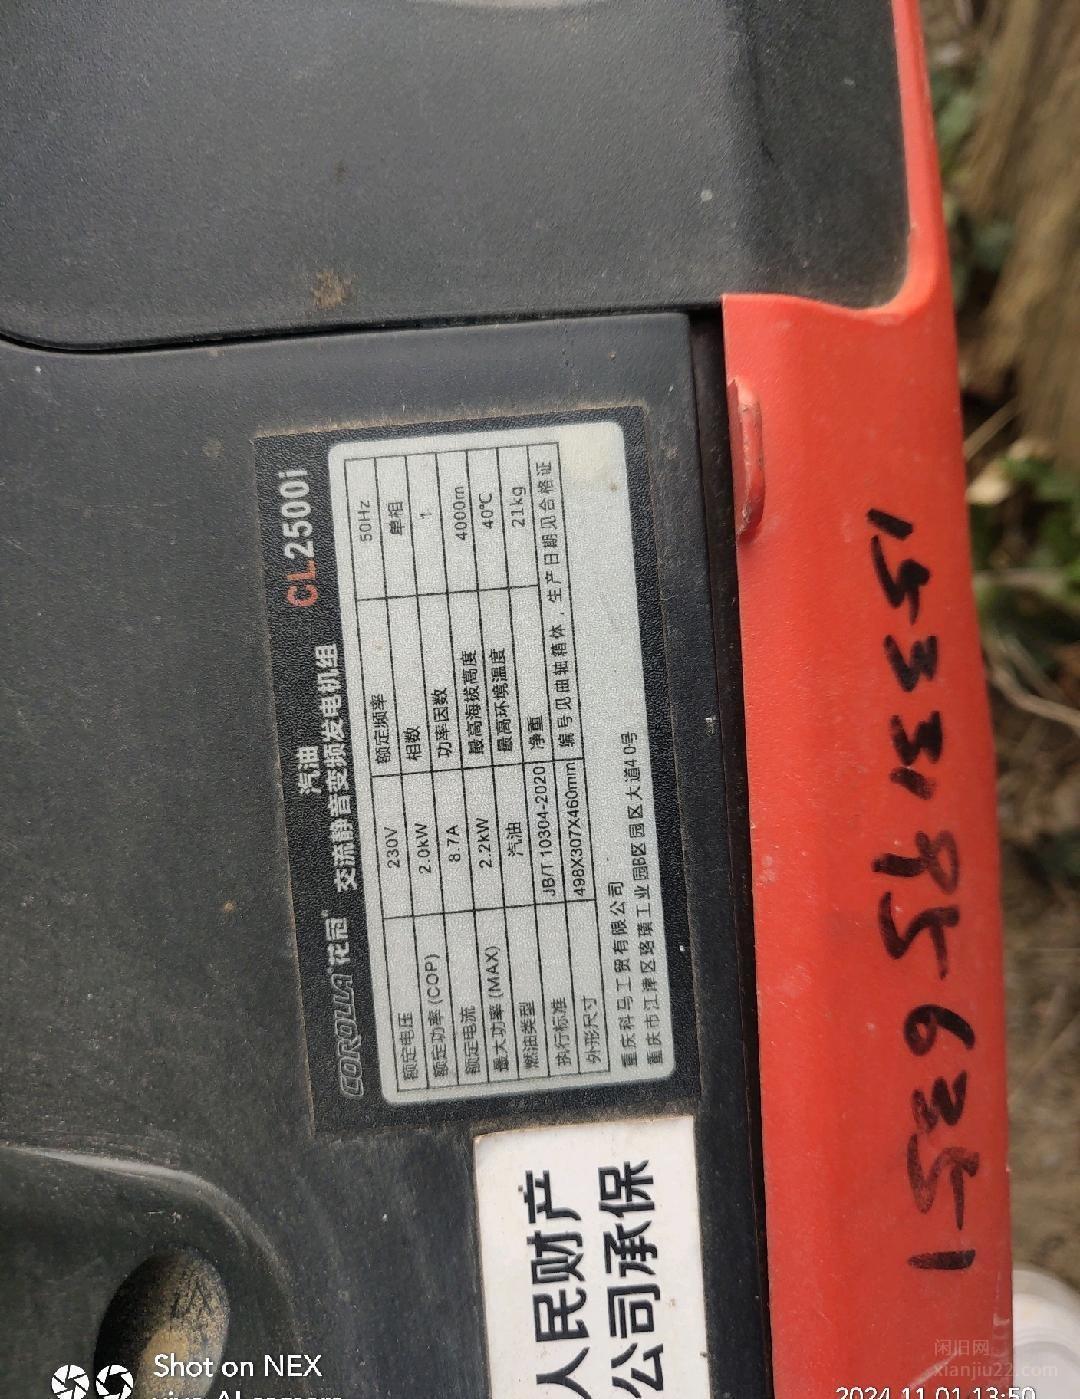 COROLLA 花冠®
汽油
交流静音变频发电机组
CL2500i
额定电压 230V 额定频率 50Hz
额定功率(COP) 2.0kW 相数 单相
额定电流 8.7A 功率因数 1
最大功率(MAX) 2.2kW 最高海拔高度 4000m
燃油类型 汽油 最高环境温度 40℃
执行标准 JB/T 10304-2020 净重 21kg
外形尺寸 498X307X460mm 编号见曲轴箱体，生产日期见合格证
重庆科马工贸有限公司
重庆市江津区珞璜工业园B区园区大道40号
人民财产
公司承保
Shot on NEX
vivo AI camera
2024.11.01 13:50
闲旧网
xianjiu22.com